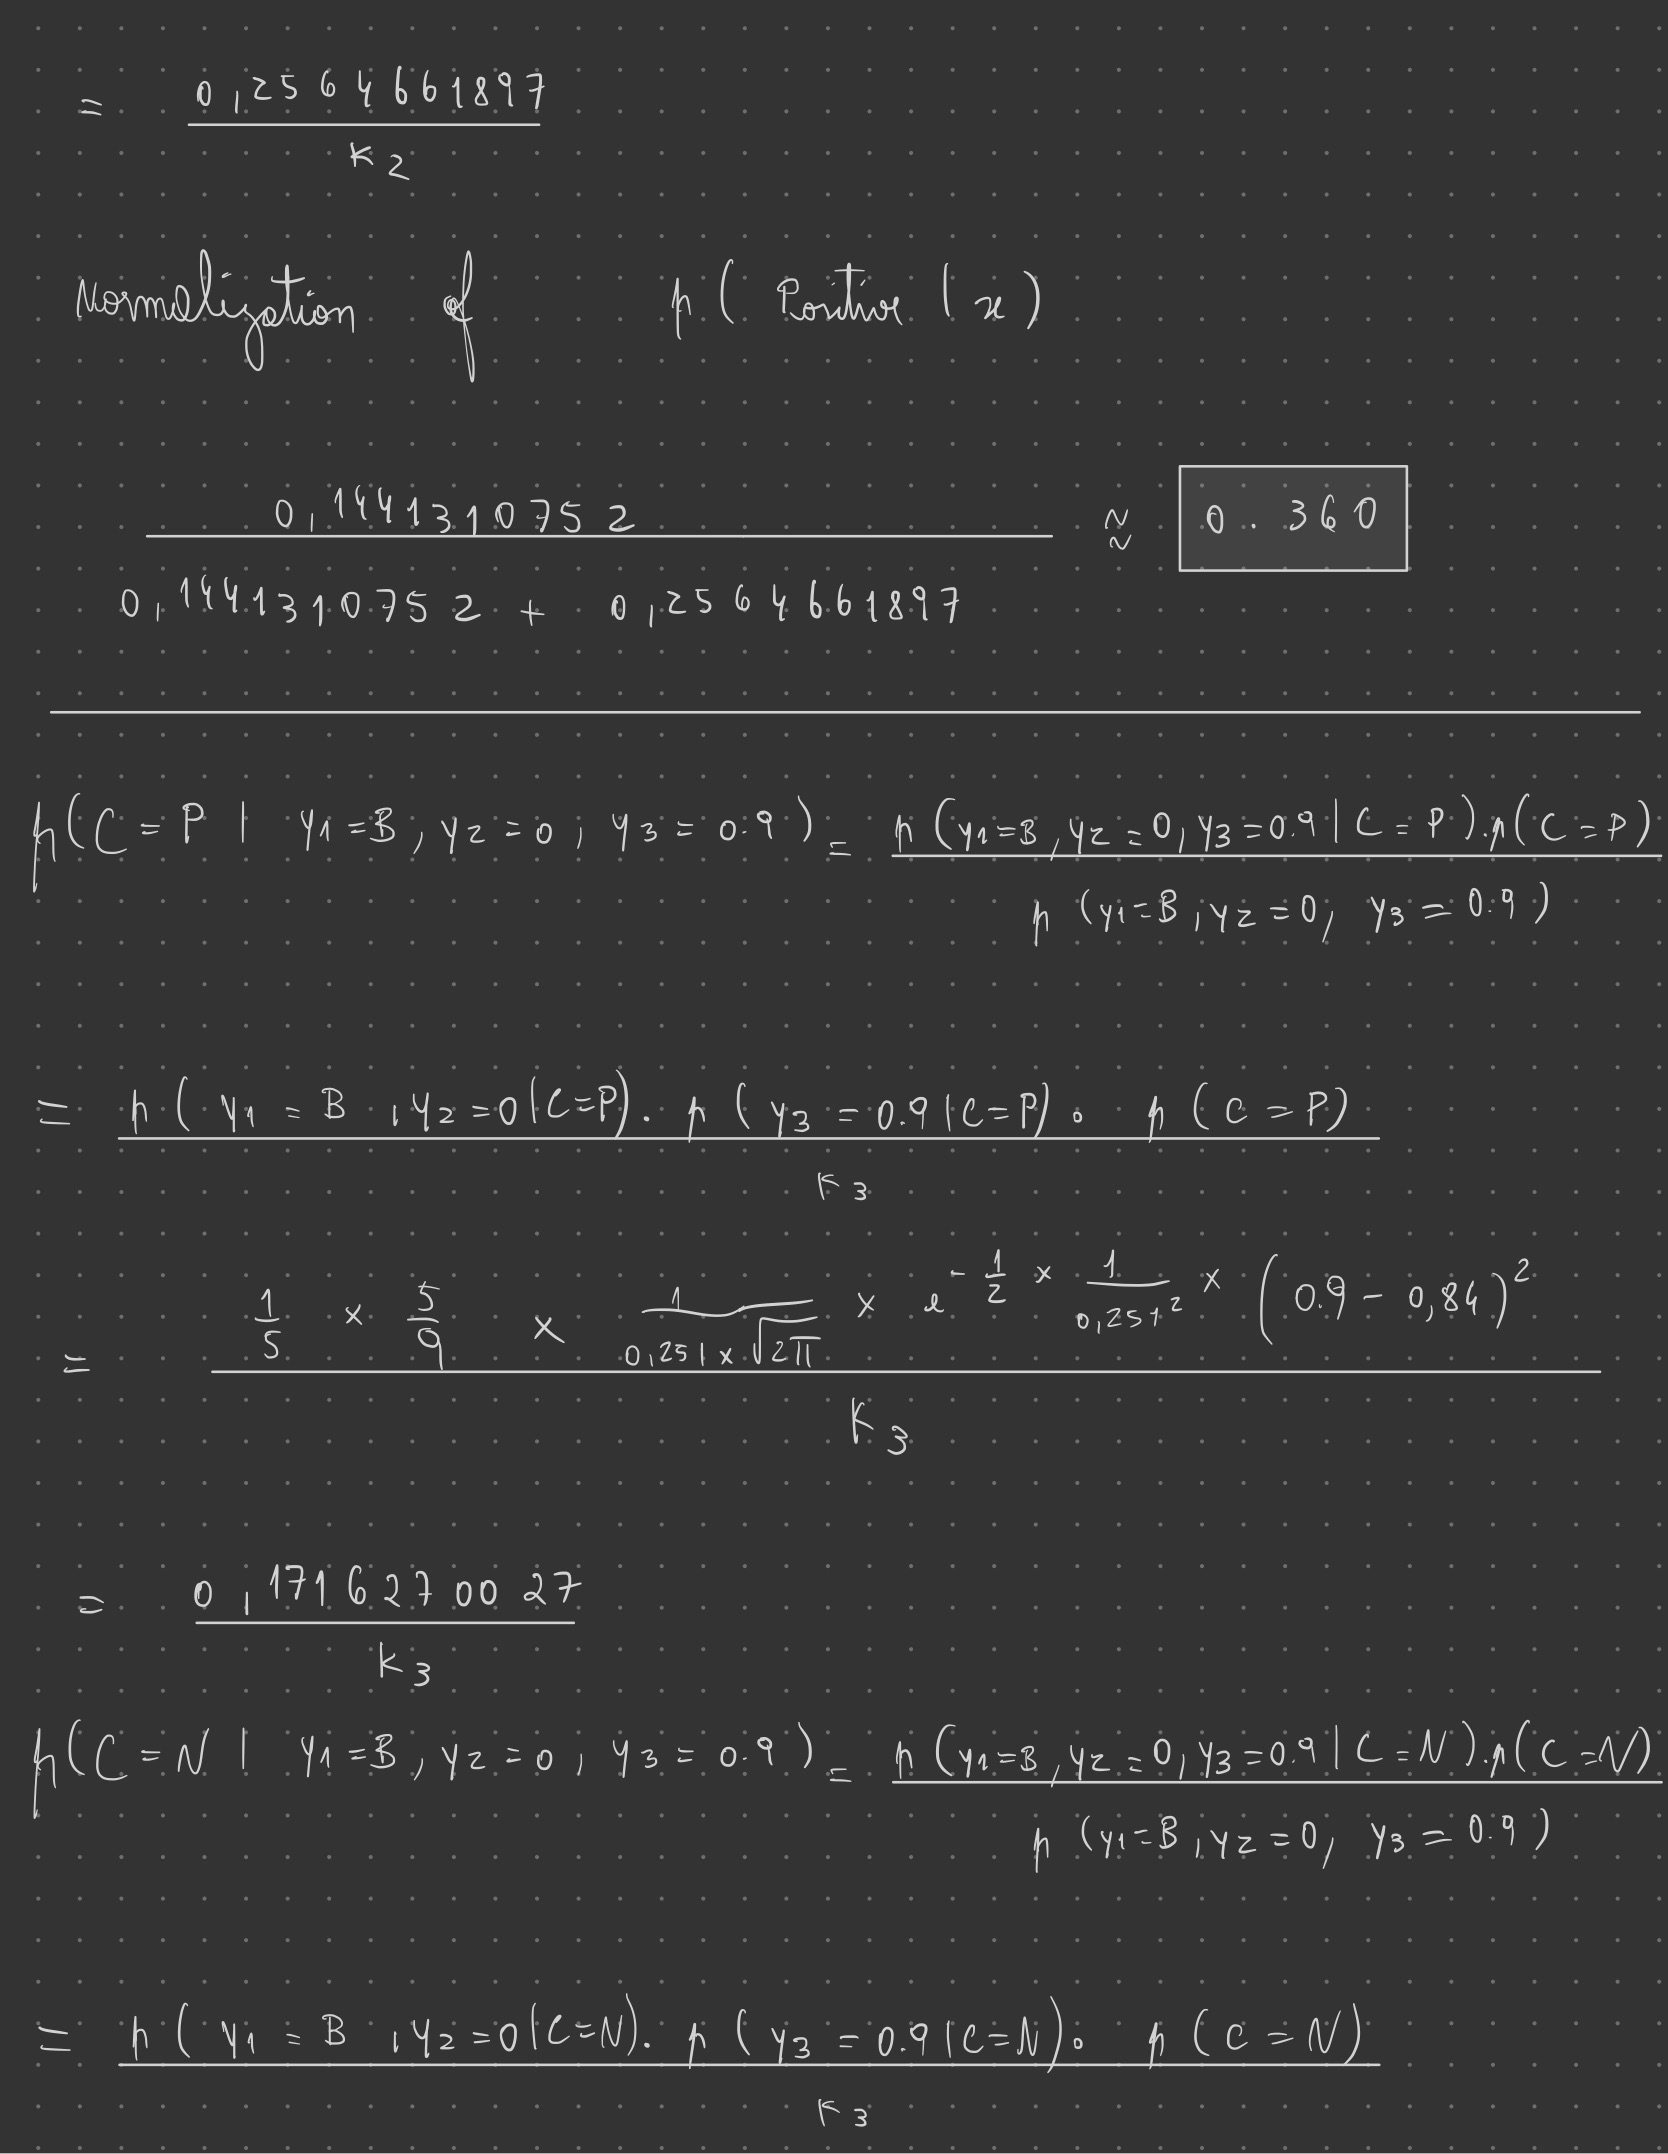 = 0,2564661897 / K2
Normalization of p( Positive | x )
0,1441310752 / (0,1441310752 + 0,2564661897) ≈ 0.360
p(C = P | y1 = B, y2 = 0, y3 = 0.9) = p(y1 = B, y2 = 0, y3 = 0.9 | C = P).p(C = P) / p(y1 = B, y2 = 0, y3 = 0.9)
= p(y1 = B, y2 = 0 | C = P). p(y3 = 0.9 | C = P). p(C = P) / K3
= 1/5 × 5/9 × 1/(0,251 × √2π) × e^(-1/2 × 1/0,251² × (0.9 - 0,84)²) / K3
= 0,1716270027 / K3
p(C = N | y1 = B, y2 = 0, y3 = 0.9) = p(y1 = B, y2 = 0, y3 = 0.9 | C = N).p(C = N) / p(y1 = B, y2 = 0, y3 = 0.9)
= p(y1 = B, y2 = 0 | C = N). p(y3 = 0.9 | C = N). p(C = N) / K3